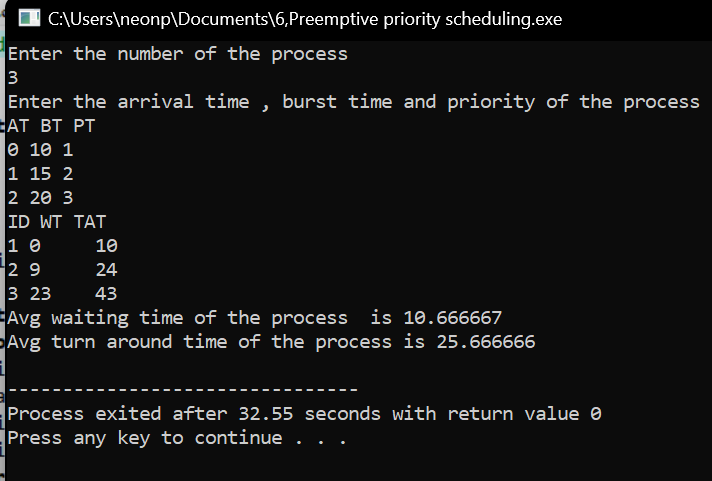 C:\Users\neonp\Documents\6,Preemptive priority scheduling.exe
Enter the number of the process
3
Enter the arrival time , burst time and priority of the process
AT BT PT
0 10 1
1 15 2
2 20 3
ID WT TAT
1 0     10
2 9     24
3 23    43
Avg waiting time of the process  is 10.666667
Avg turn around time of the process is 25.666666
--------------------------------
Process exited after 32.55 seconds with return value 0
Press any key to continue . . .